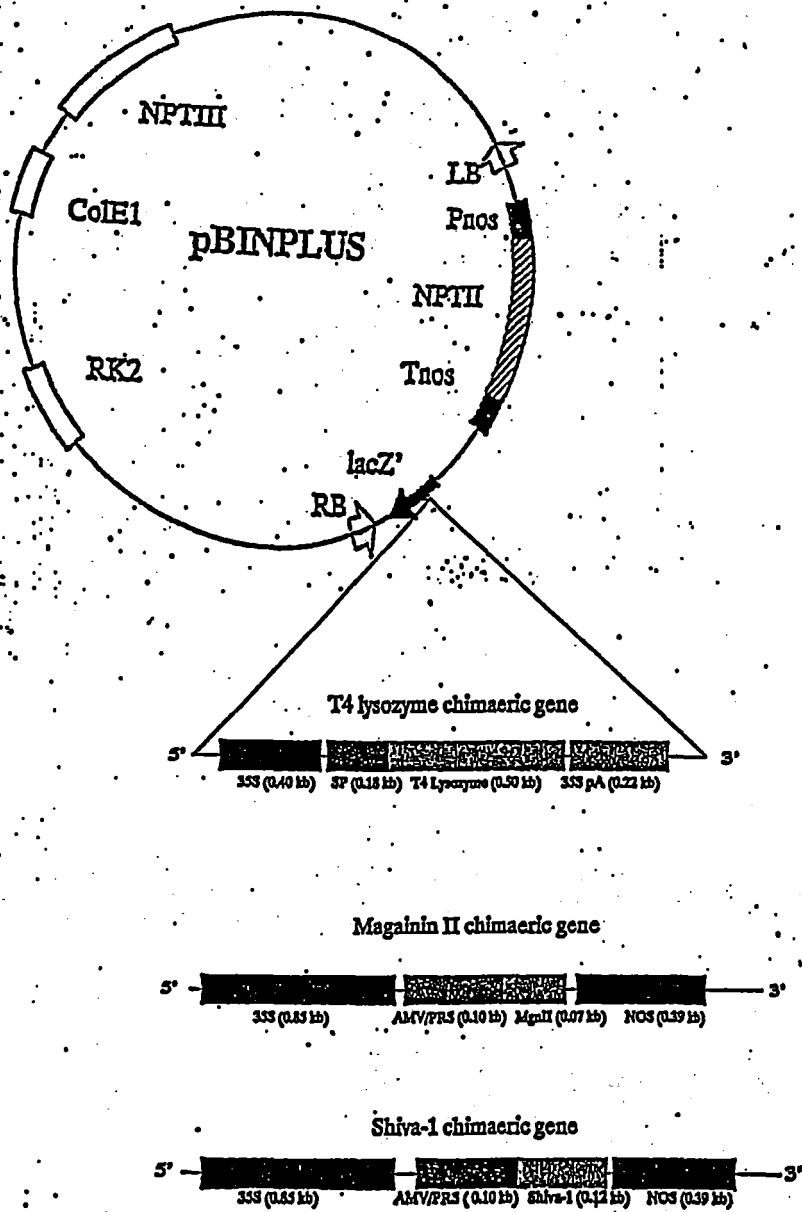 NPTIII
LB
ColE1
Pnos
pBINPLUS
NPTII
RK2
Tnos
lacZ'
RB
T4 lysozyme chimaeric gene
5' 3'
35S (0.40 kb) SP (0.18 kb) T4 Lysozyme (0.50 kb) 35S pA (0.22 kb)
Magainin II chimaeric gene
5' 3'
35S (0.85 kb) AMV/PRS (0.10 kb) MgnII (0.07 kb) NOS (0.39 kb)
Shiva-1 chimaeric gene
5' 3'
35S (0.85 kb) AMV/PRS (0.10 kb) Shiva-1 (0.12 kb) NOS (0.39 kb)